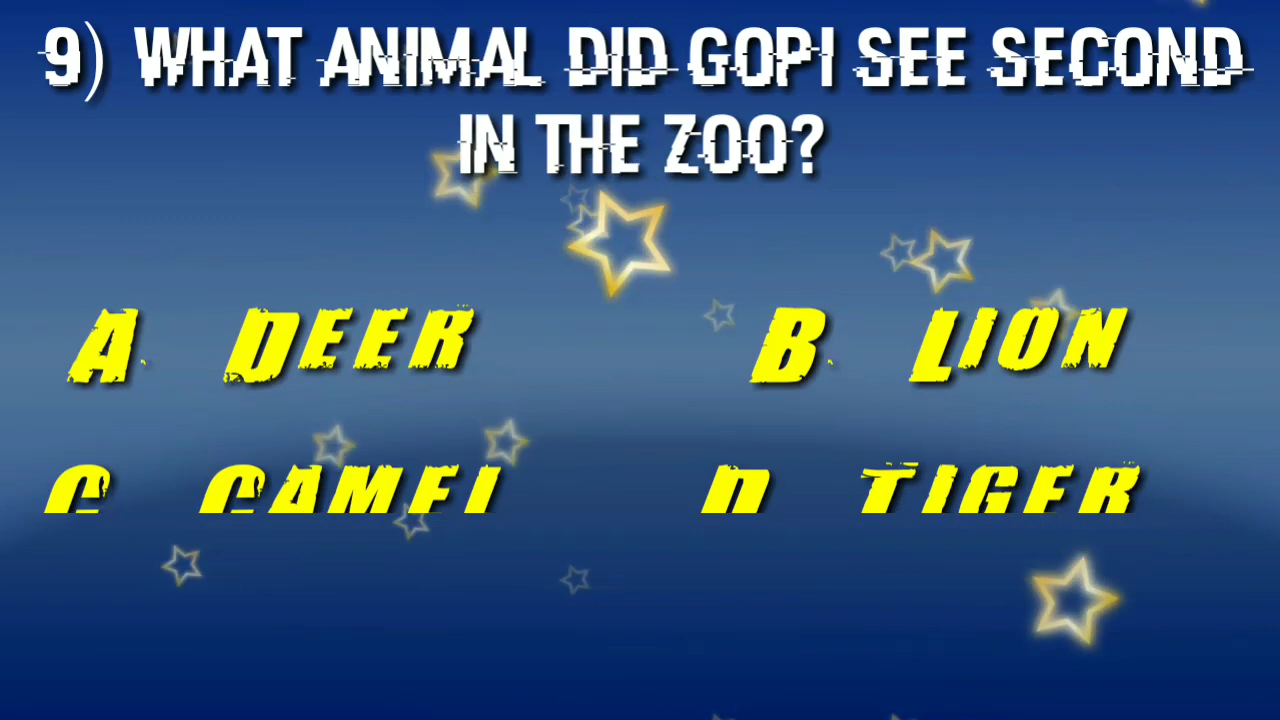 9) WHAT ANIMAL DID GOPI SEE SECOND
IN THE ZOO?
A. DEER
B. LION
C CAMEL
D TIGER